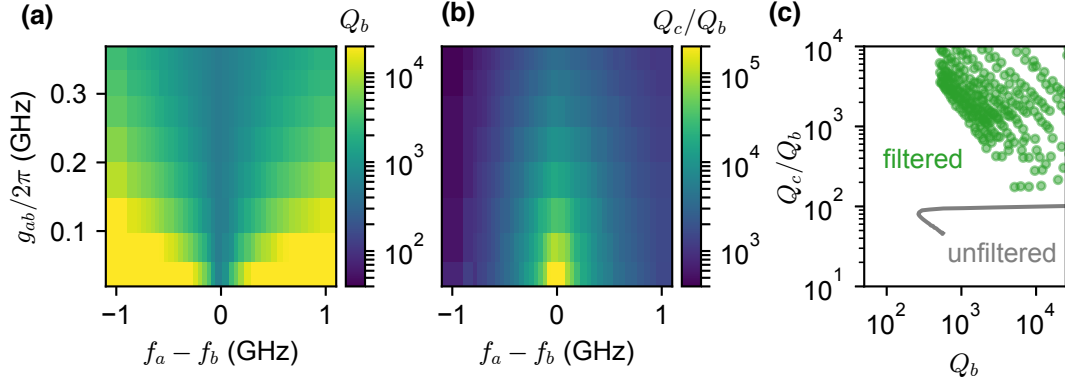 (a)
Q_b
g_ab/2π (GHz)
0.3
0.2
0.1
−1
0
1
f_a − f_b (GHz)
10^4
10^3
10^2
(b)
Q_c/Q_b
−1
0
1
f_a − f_b (GHz)
10^5
10^4
10^3
(c)
Q_c/Q_b
10^4
10^3
10^2
10^1
filtered
unfiltered
10^2
10^3
10^4
Q_b